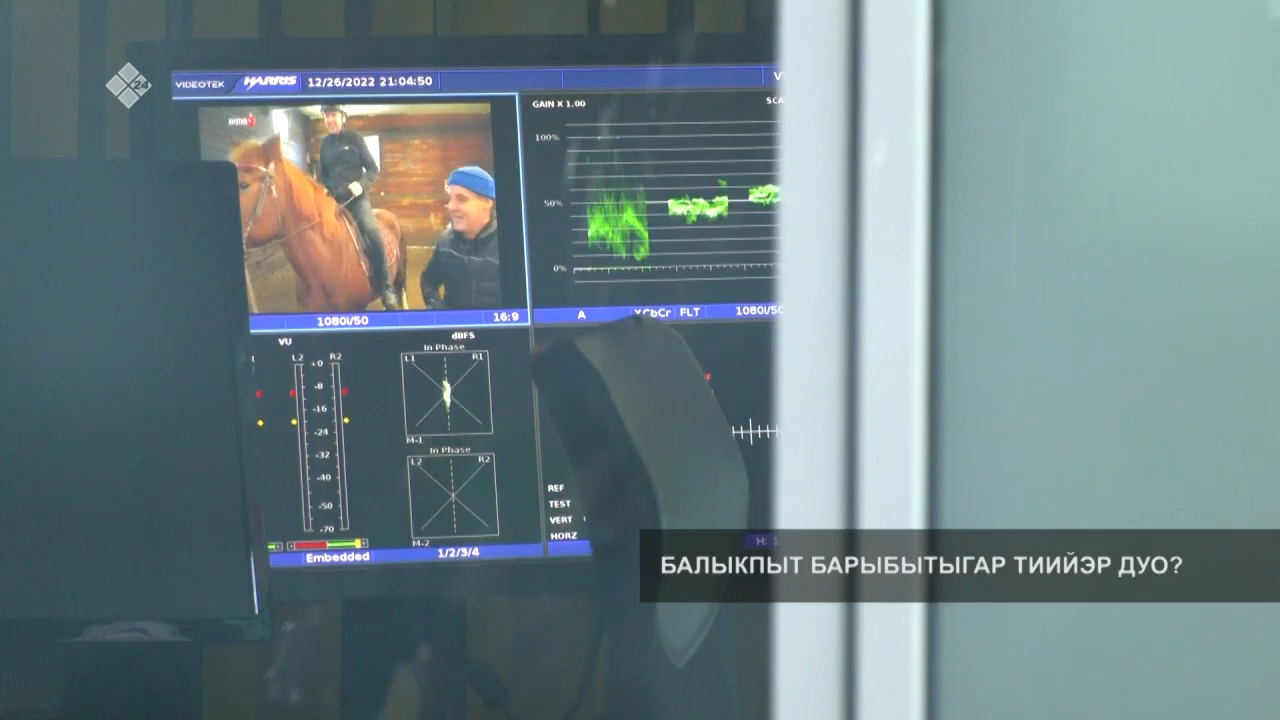 X24
VIDEOTEK HARRIS 12/26/2022 21:04:50
GAIN X 1.00
100%
50%
0%
1080I/50 16:9
A YCbCr FLT 1080I/50
VU dBFS
In Phase
L2 R2 L1 R1
+0
-8
-16
-24
-32
-40
-50
-70
M-1
In Phase
L2 R2
M-2
REF
TEST
VERT
HORZ
Embedded 1/2/3/4
H:
БАЛЫКПЫТ БАРЫБЫТЫГАР ТИИЙЭР ДУО?